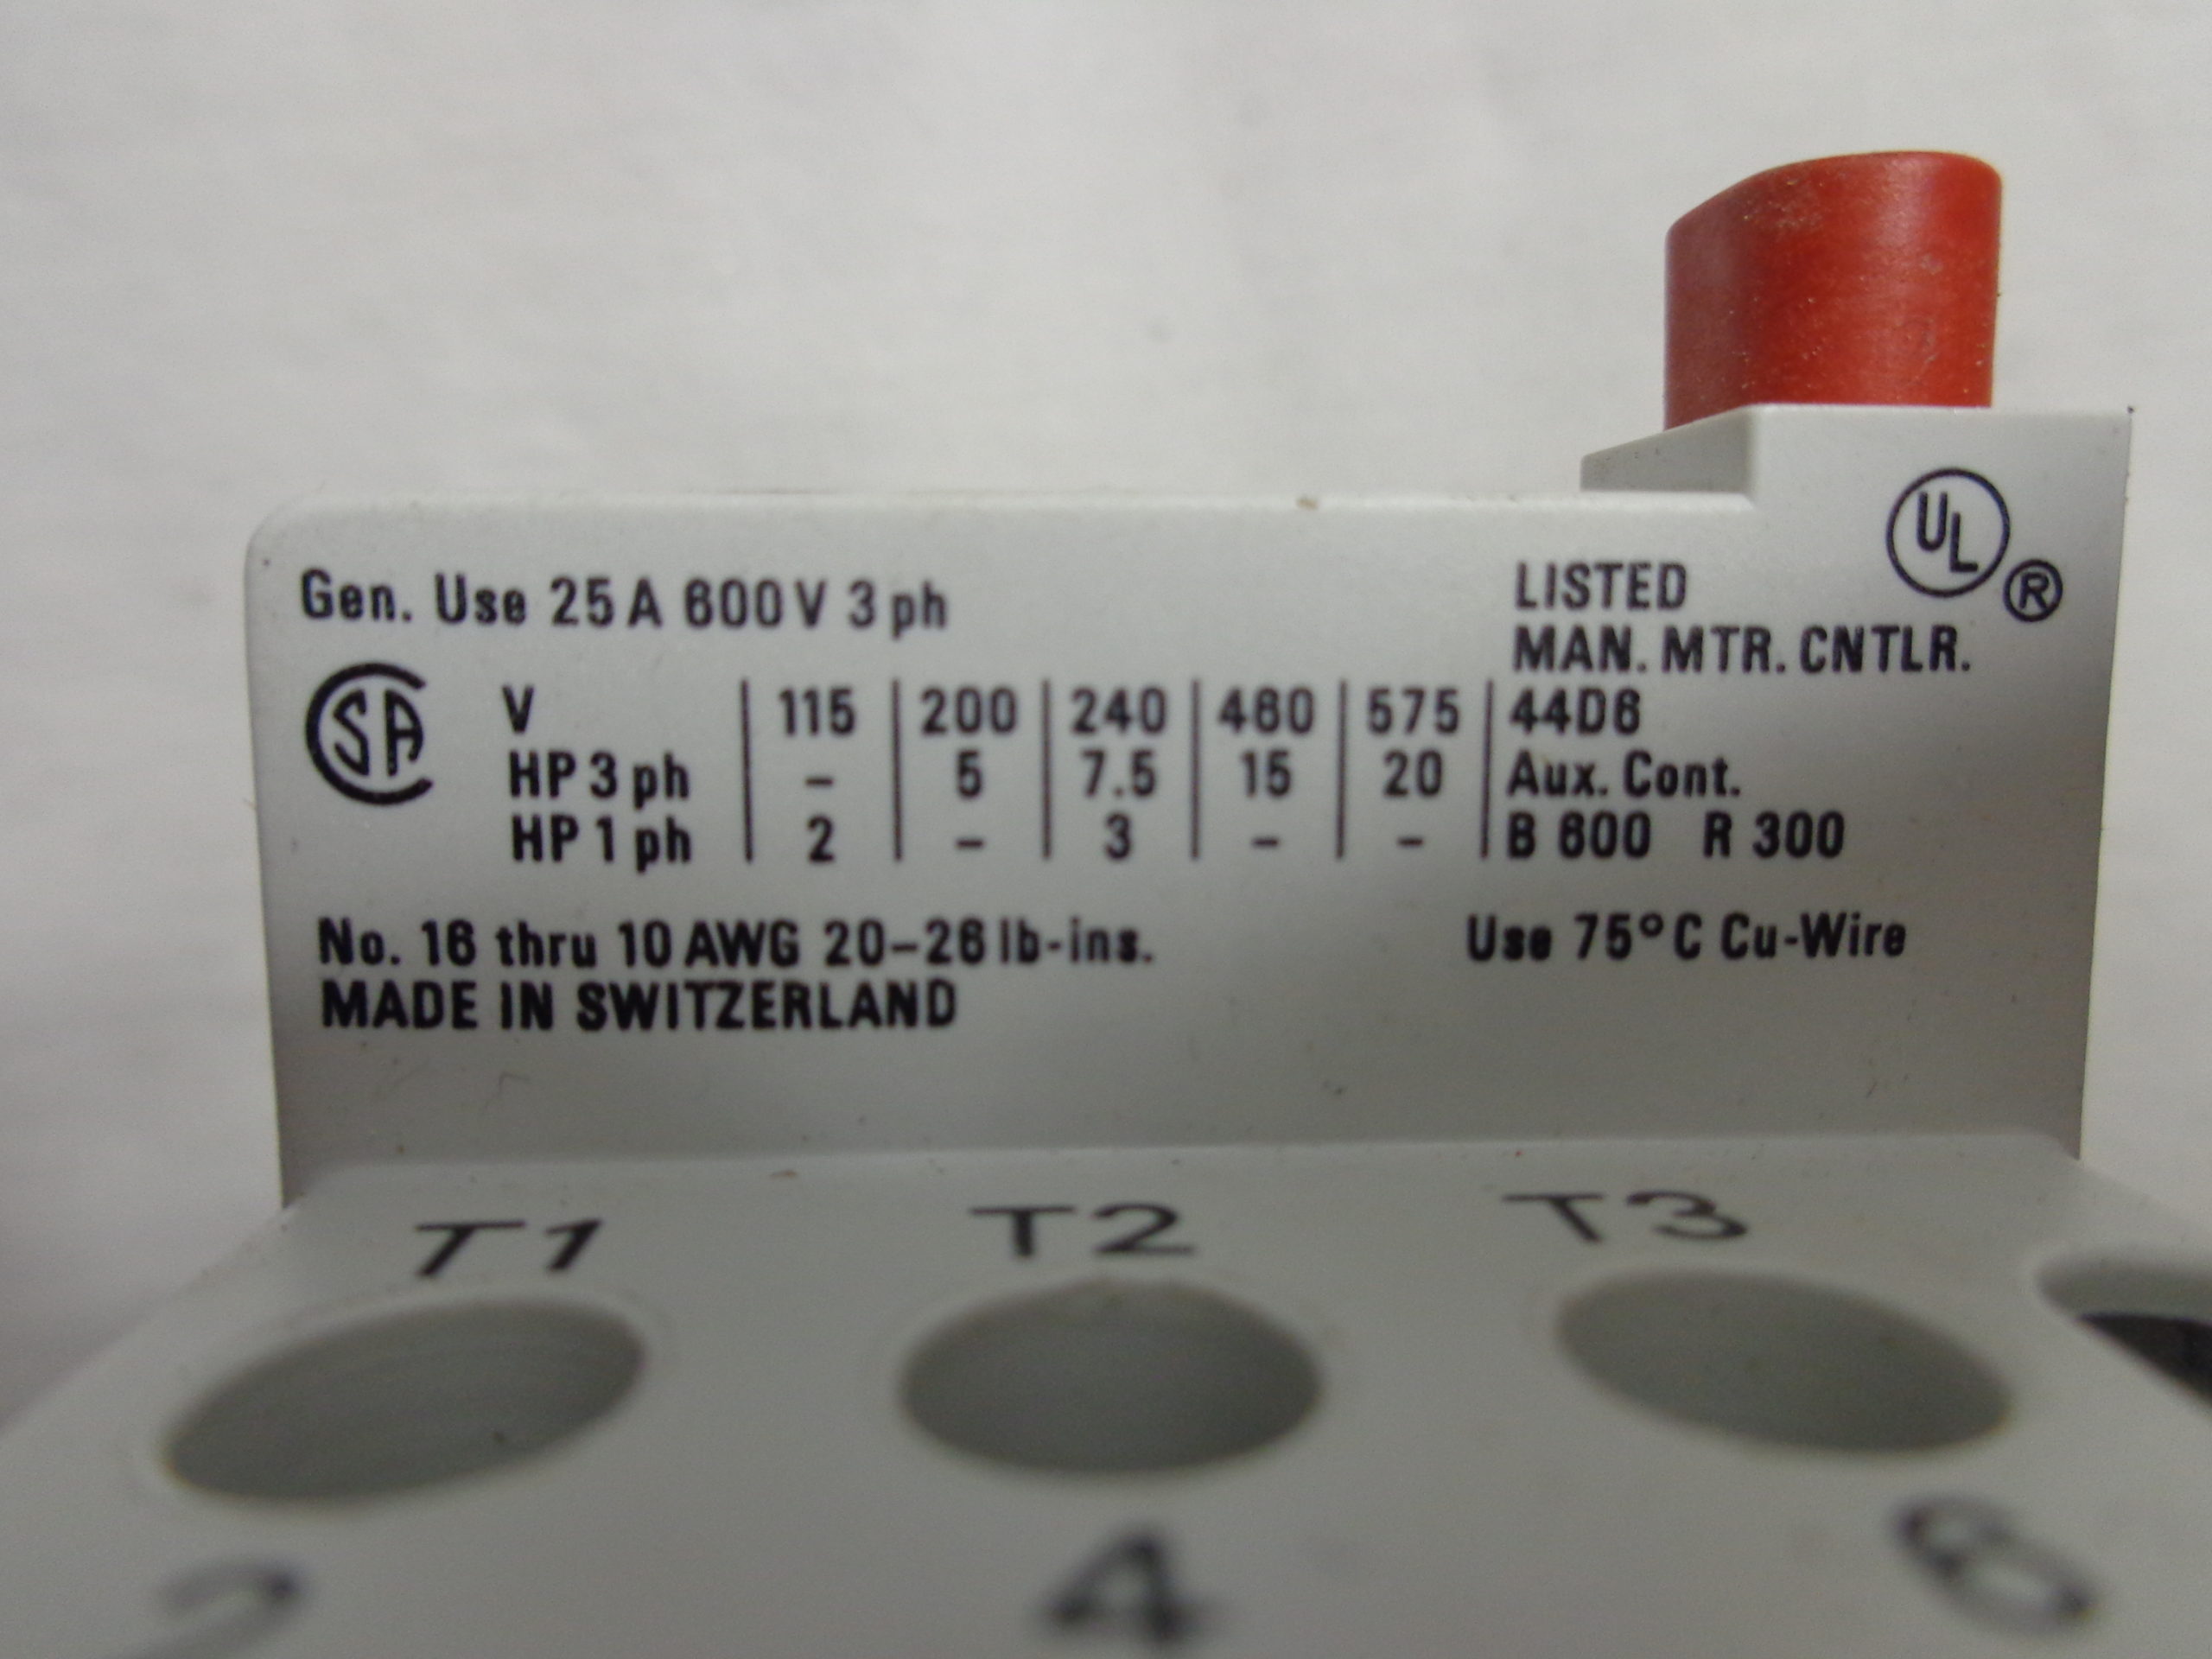 Gen. Use 25 A 600 V 3 ph
LISTED
UL ®
MAN. MTR. CNTLR.
CSA
V | 115 | 200 | 240 | 460 | 575 | 44D6
HP 3 ph | – | 5 | 7.5 | 15 | 20 | Aux. Cont.
HP 1 ph | 2 | – | 3 | – | – | B 600 R 300
No. 16 thru 10 AWG 20–26 lb-ins. Use 75°C Cu-Wire
MADE IN SWITZERLAND
T1 T2 T3
2 4 6